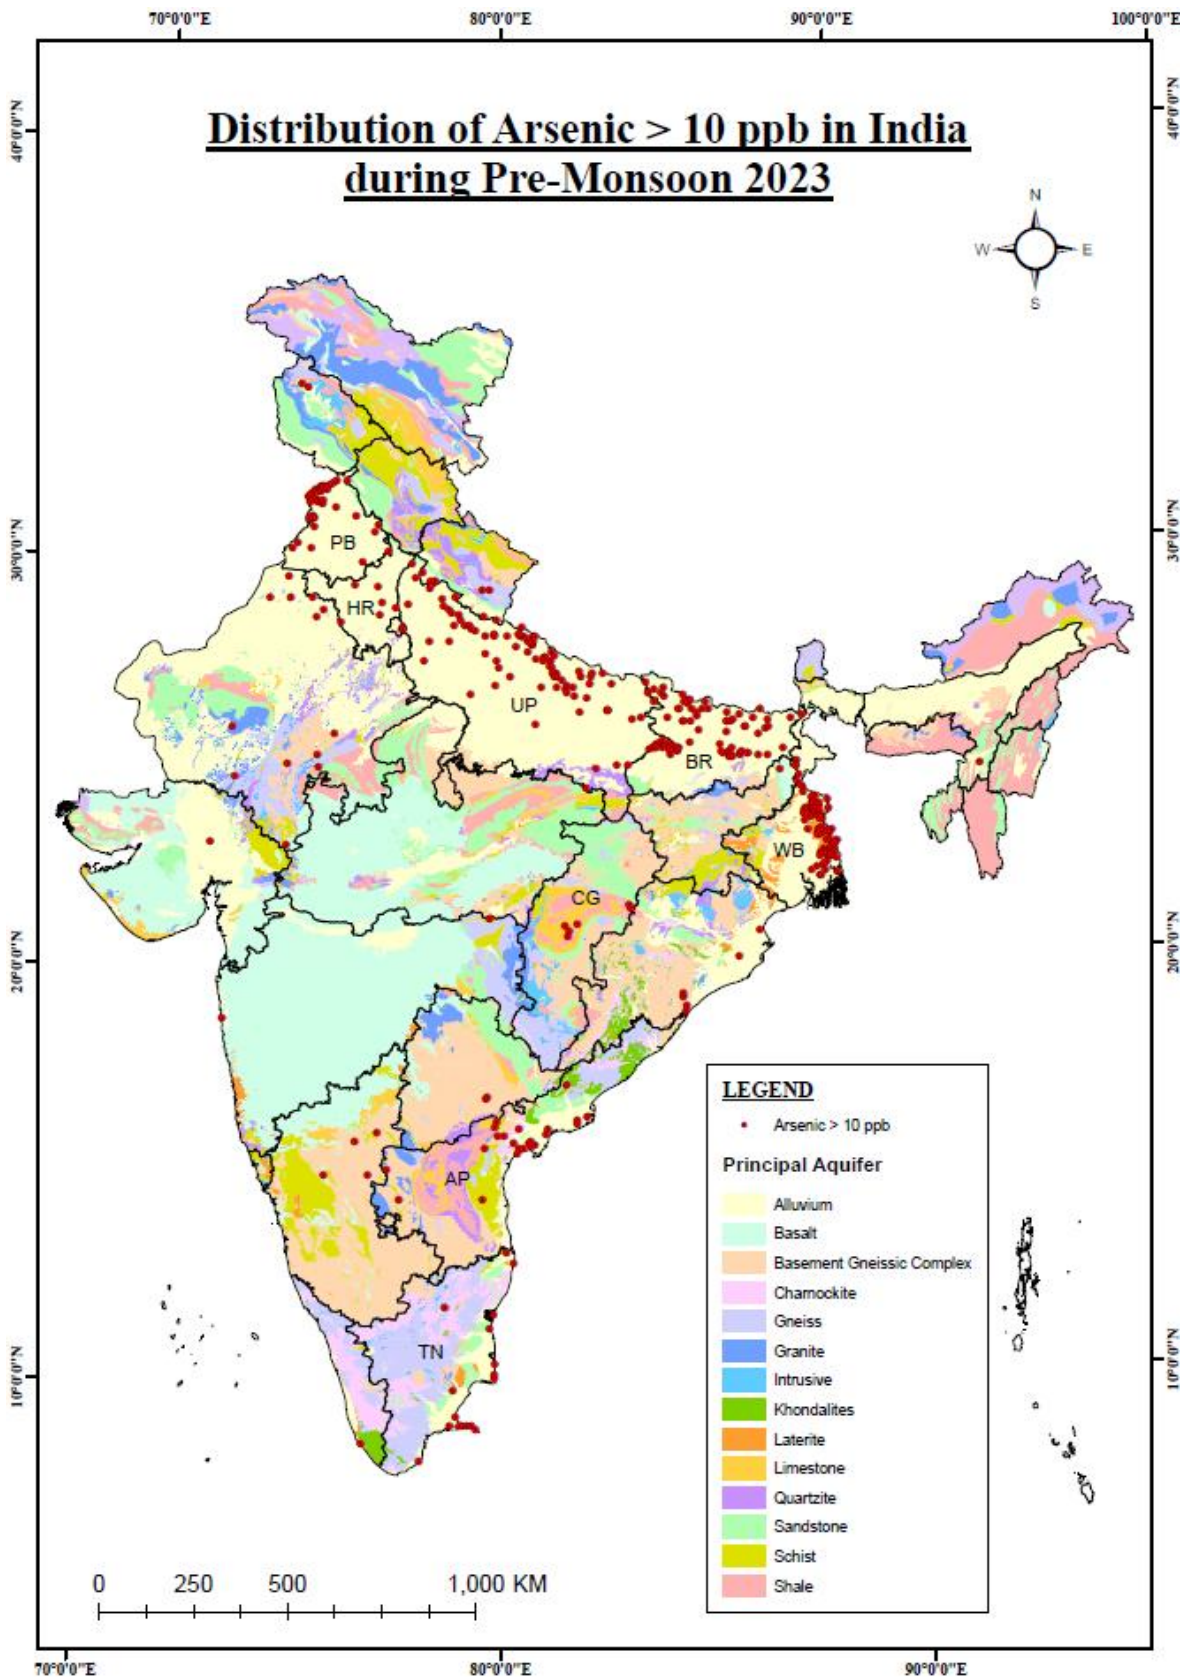 70°0'0"E 80°0'0"E 90°0'0"E 100°0'0"E
Distribution of Arsenic > 10 ppb in India
during Pre-Monsoon 2023
N
W E
S
40°0'0"N 40°0'0"N
30°0'0"N 30°0'0"N
20°0'0"N 20°0'0"N
10°0'0"N 10°0'0"N
PB
HR
UP
BR
WB
CG
AP
TN
LEGEND
Arsenic > 10 ppb
Principal Aquifer
Alluvium
Basalt
Basement Gneissic Complex
Charnockite
Gneiss
Granite
Intrusive
Khondalites
Laterite
Limestone
Quartzite
Sandstone
Schist
Shale
0 250 500 1,000 KM
70°0'0"E 80°0'0"E 90°0'0"E